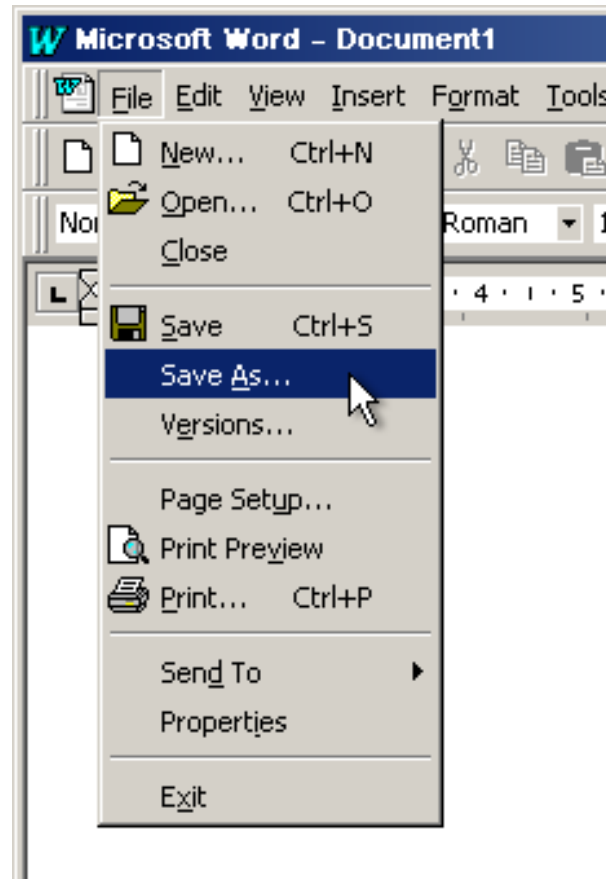 Microsoft Word – Document1
File Edit View Insert Format Tools
New... Ctrl+N
Open... Ctrl+O
Roman
Close
4 5
Save Ctrl+S
Save As...
Versions...
Page Setup...
Print Preview
Print... Ctrl+P
Send To
Properties
Exit